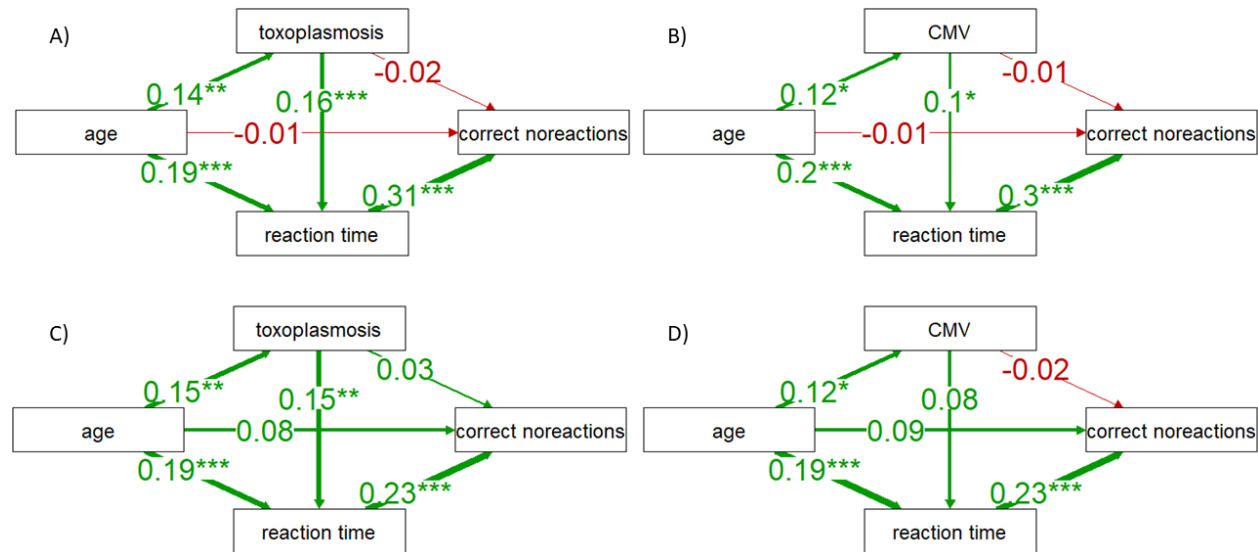 A)
toxoplasmosis
0.14**
0.16***
-0.02
age
-0.01
correct noreactions
0.19***
0.31***
reaction time
B)
CMV
0.12*
0.1*
-0.01
age
-0.01
correct noreactions
0.2***
0.3***
reaction time
C)
toxoplasmosis
0.15**
0.15**
0.03
age
0.08
correct noreactions
0.19***
0.23***
reaction time
D)
CMV
0.12*
0.08
-0.02
age
0.09
correct noreactions
0.19***
0.23***
reaction time